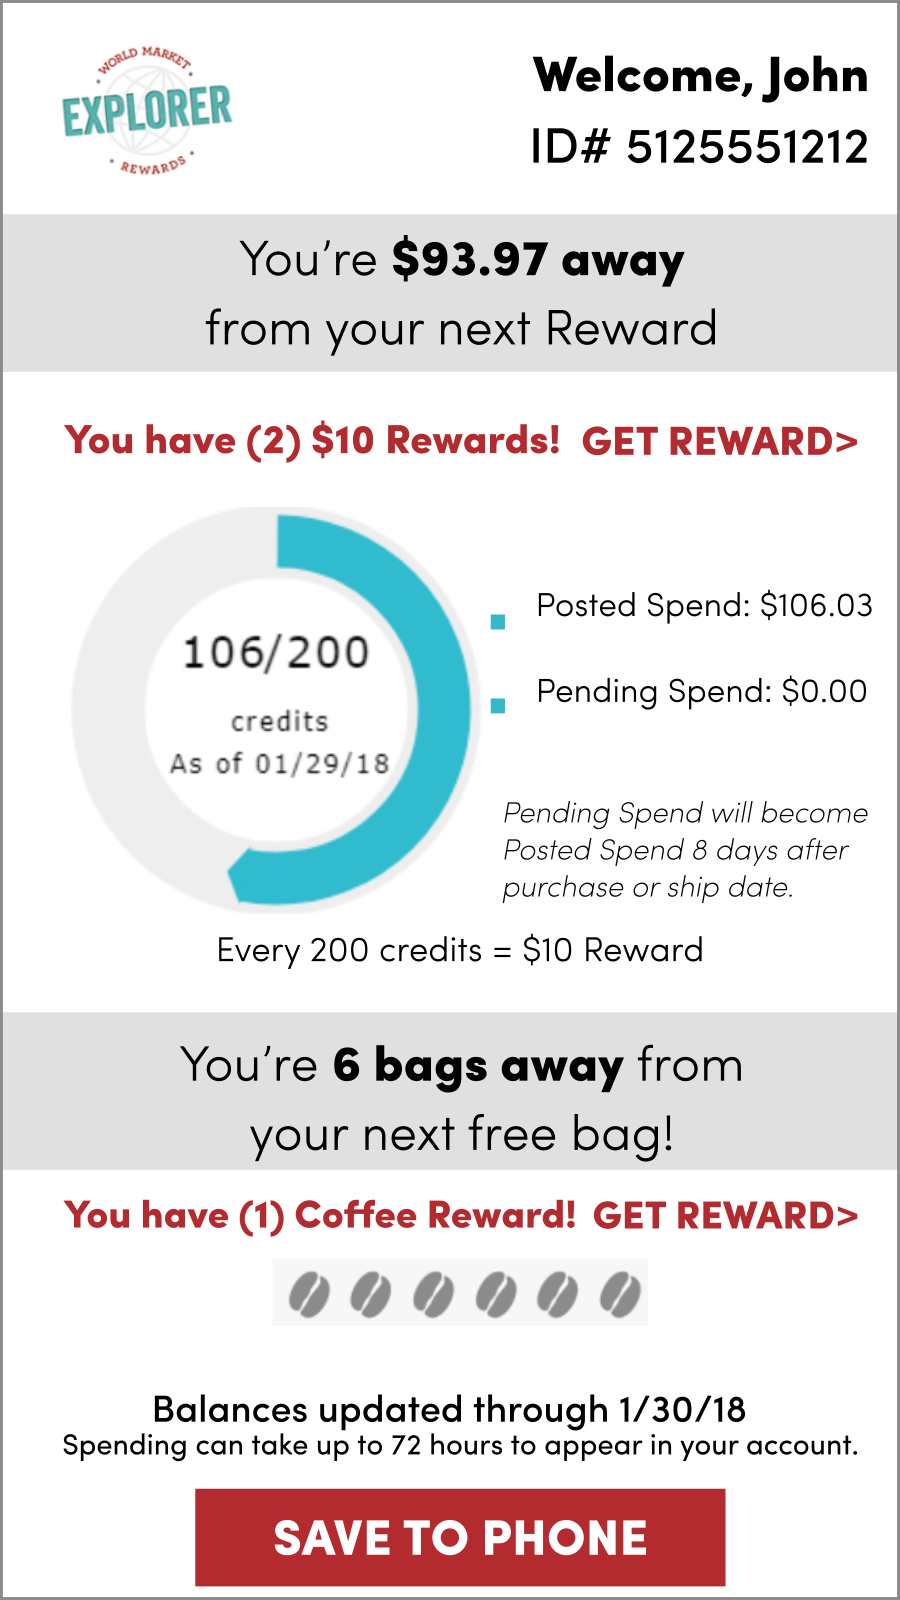 WORLD MARKET
EXPLORER
REWARDS
Welcome, John
ID# 5125551212
You're $93.97 away
from your next Reward
You have (2) $10 Rewards! GET REWARD>
106/200
credits
As of 01/29/18
Posted Spend: $106.03
Pending Spend: $0.00
Pending Spend will become
Posted Spend 8 days after
purchase or ship date.
Every 200 credits = $10 Reward
You're 6 bags away from
your next free bag!
You have (1) Coffee Reward! GET REWARD>
Balances updated through 1/30/18
Spending can take up to 72 hours to appear in your account.
SAVE TO PHONE